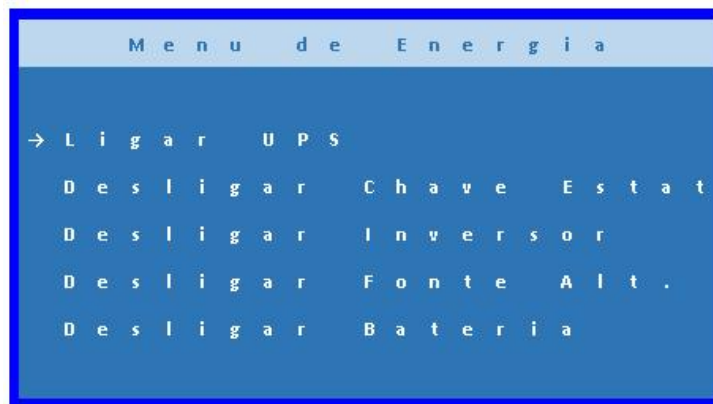 Menu de Energia
→ Ligar UPS
Desligar Chave Estat
Desligar Inversor
Desligar Fonte Alt.
Desligar Bateria